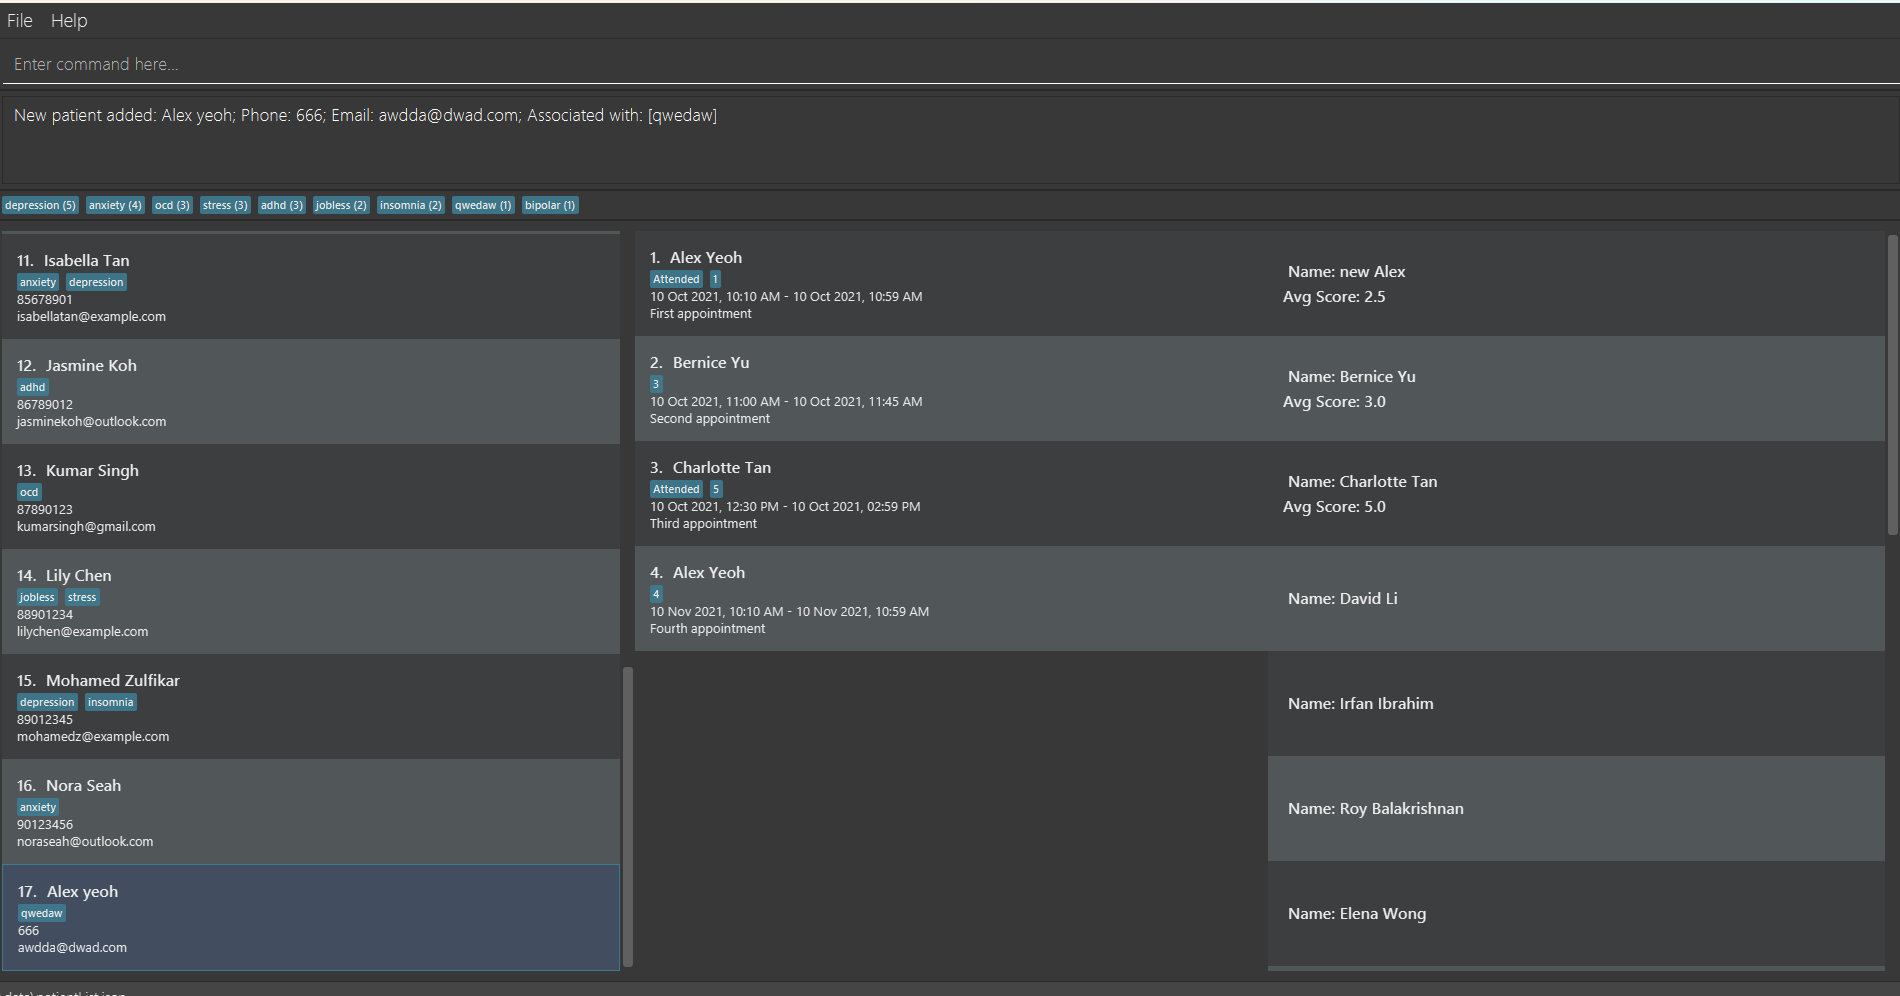 File Help
Enter command here...
New patient added: Alex yeoh; Phone: 666; Email: awdda@dwad.com; Associated with: [qwedaw]
depression (5) anxiety (4) ocd (3) stress (3) adhd (3) jobless (2) insomnia (2) qwedaw (1) bipolar (1)
11. Isabella Tan
anxiety depression
85678901
isabellatan@example.com
12. Jasmine Koh
adhd
86789012
jasminekoh@outlook.com
13. Kumar Singh
ocd
87890123
kumarsingh@gmail.com
14. Lily Chen
jobless stress
88901234
lilychen@example.com
15. Mohamed Zulfikar
depression insomnia
89012345
mohamedz@example.com
16. Nora Seah
anxiety
90123456
noraseah@outlook.com
17. Alex yeoh
qwedaw
666
awdda@dwad.com
1. Alex Yeoh
Attended 1
10 Oct 2021, 10:10 AM - 10 Oct 2021, 10:59 AM
First appointment
2. Bernice Yu
3
10 Oct 2021, 11:00 AM - 10 Oct 2021, 11:45 AM
Second appointment
3. Charlotte Tan
Attended 5
10 Oct 2021, 12:30 PM - 10 Oct 2021, 02:59 PM
Third appointment
4. Alex Yeoh
4
10 Nov 2021, 10:10 AM - 10 Nov 2021, 10:59 AM
Fourth appointment
Name: new Alex
Avg Score: 2.5
Name: Bernice Yu
Avg Score: 3.0
Name: Charlotte Tan
Avg Score: 5.0
Name: David Li
Name: Irfan Ibrahim
Name: Roy Balakrishnan
Name: Elena Wong